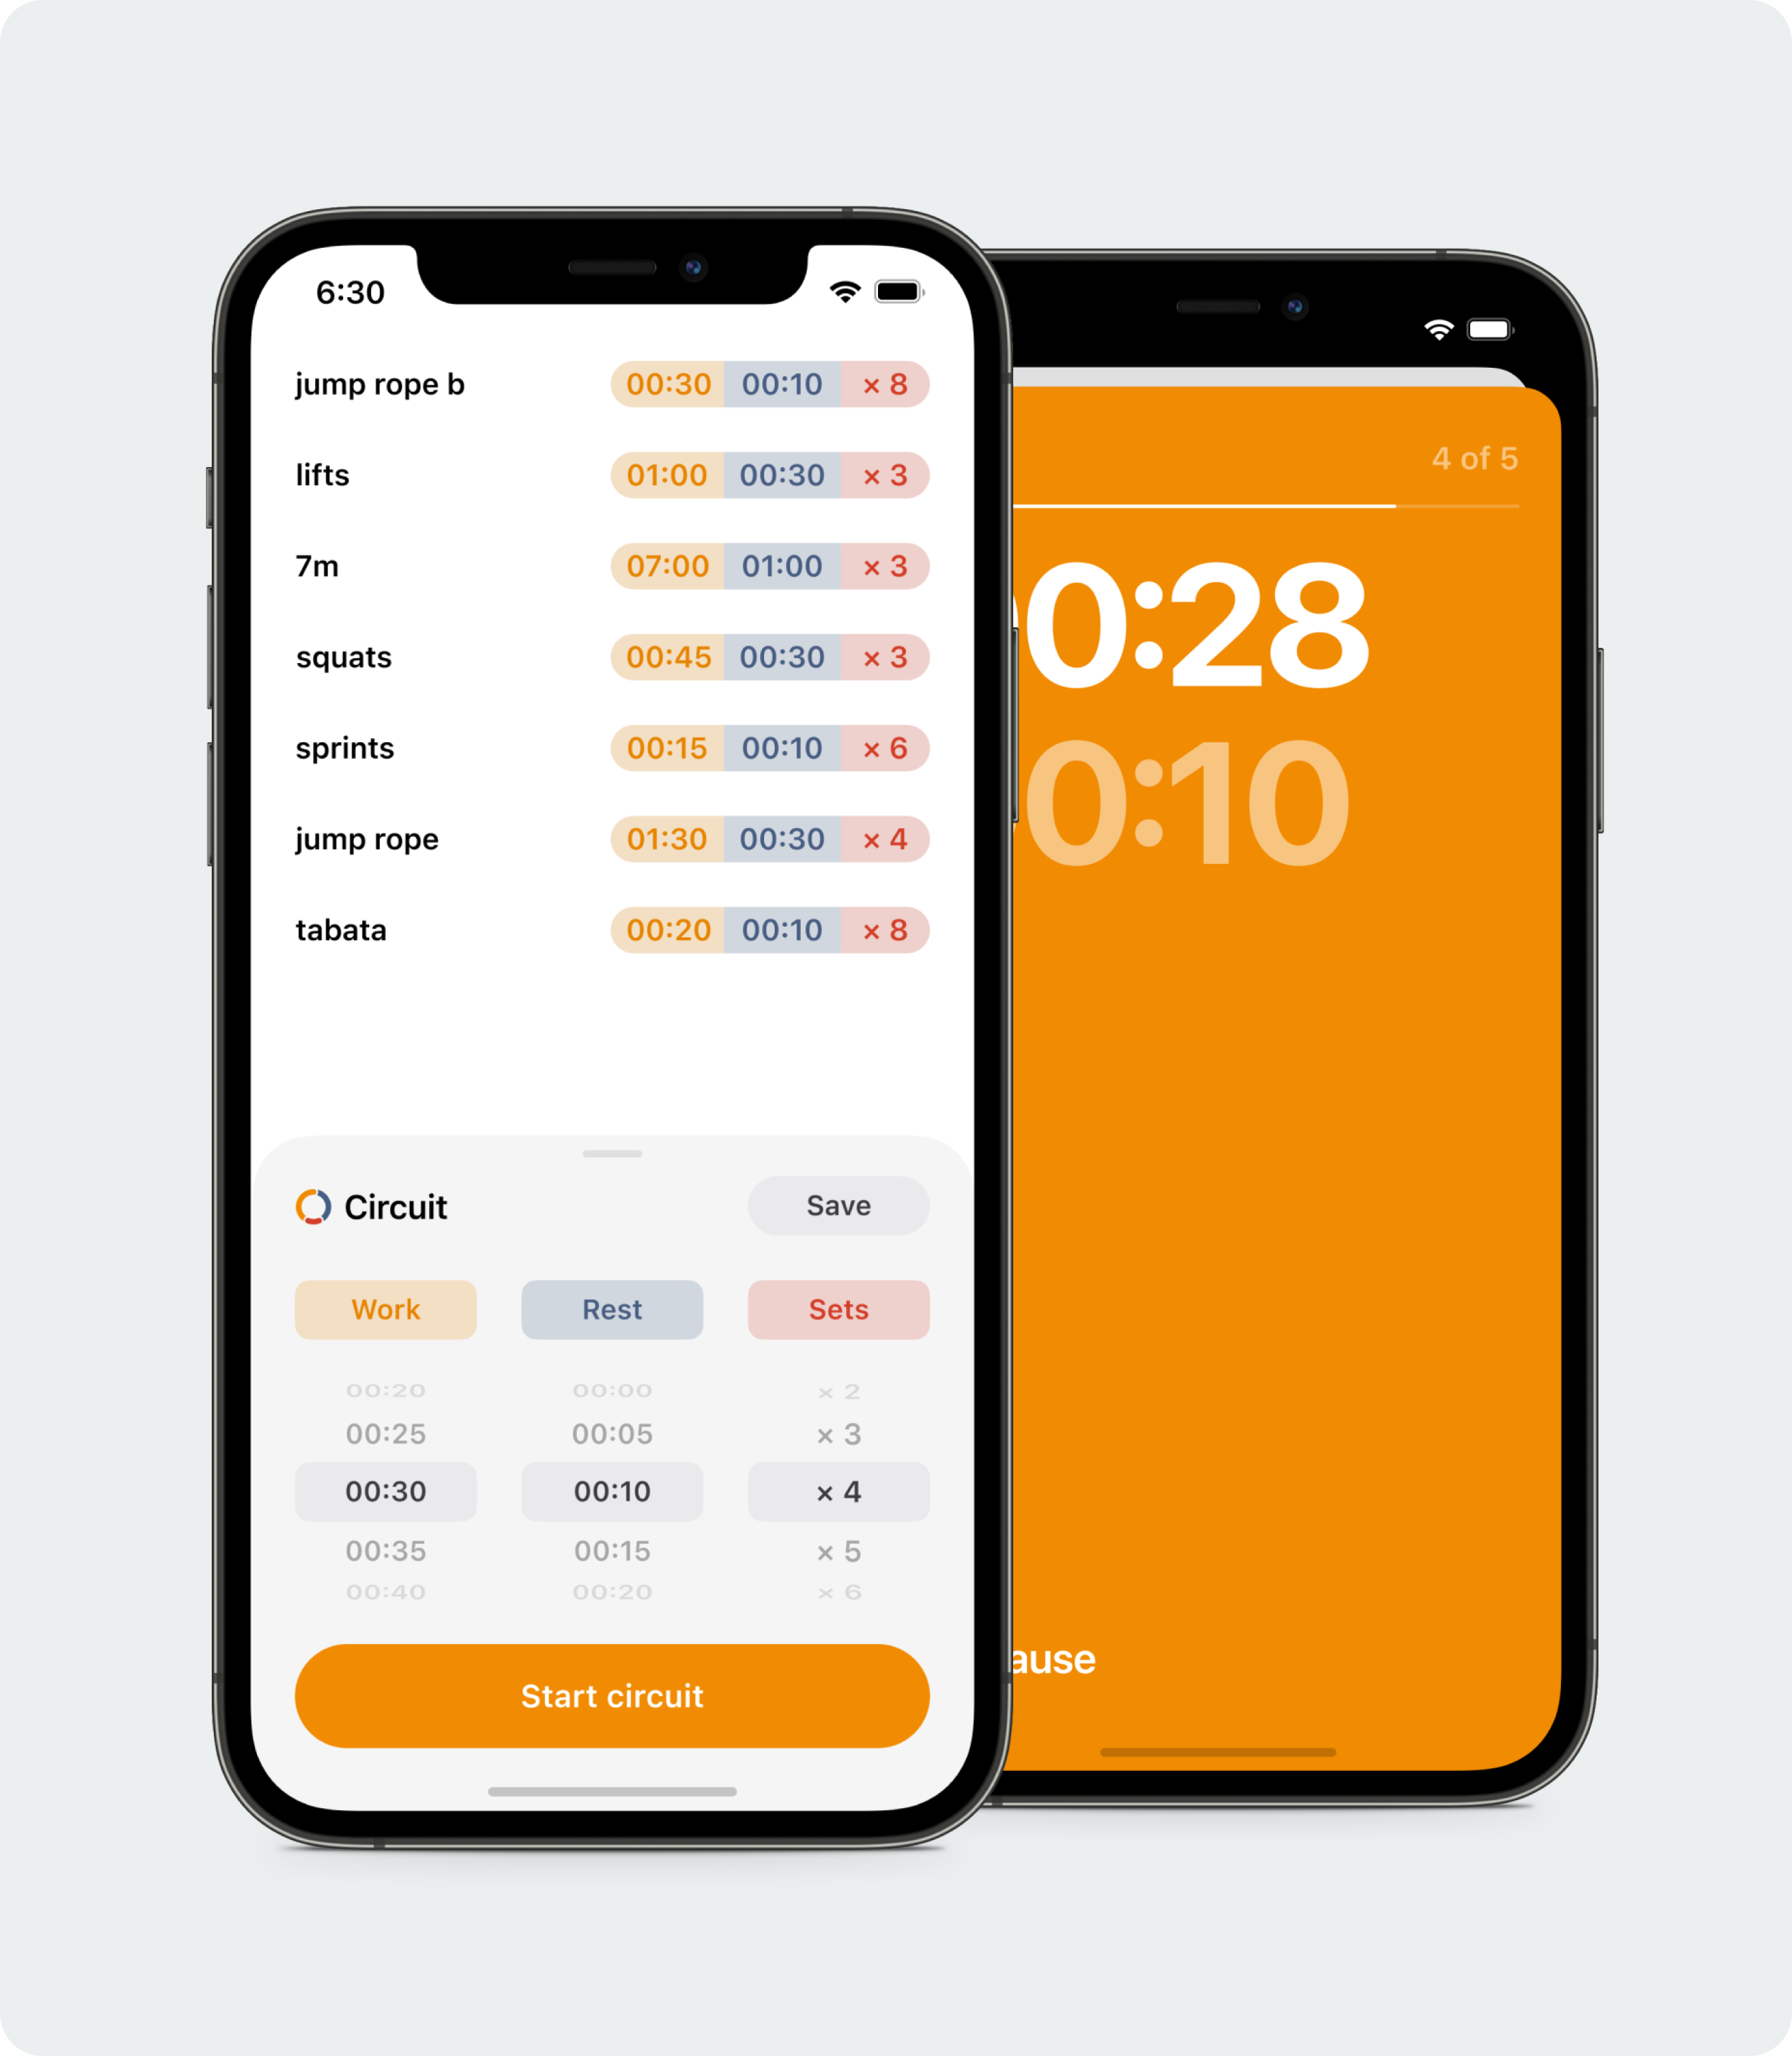 6:30
jump rope b 00:30 00:10 × 8
lifts 01:00 00:30 × 3
7m 07:00 01:00 × 3
squats 00:45 00:30 × 3
sprints 00:15 00:10 × 6
jump rope 01:30 00:30 × 4
tabata 00:20 00:10 × 8
Circuit Save
Work Rest Sets
00:20 00:00 × 2
00:25 00:05 × 3
00:30 00:10 × 4
00:35 00:15 × 5
00:40 00:20 × 6
Start circuit
4 of 5
0:28
0:10
ause